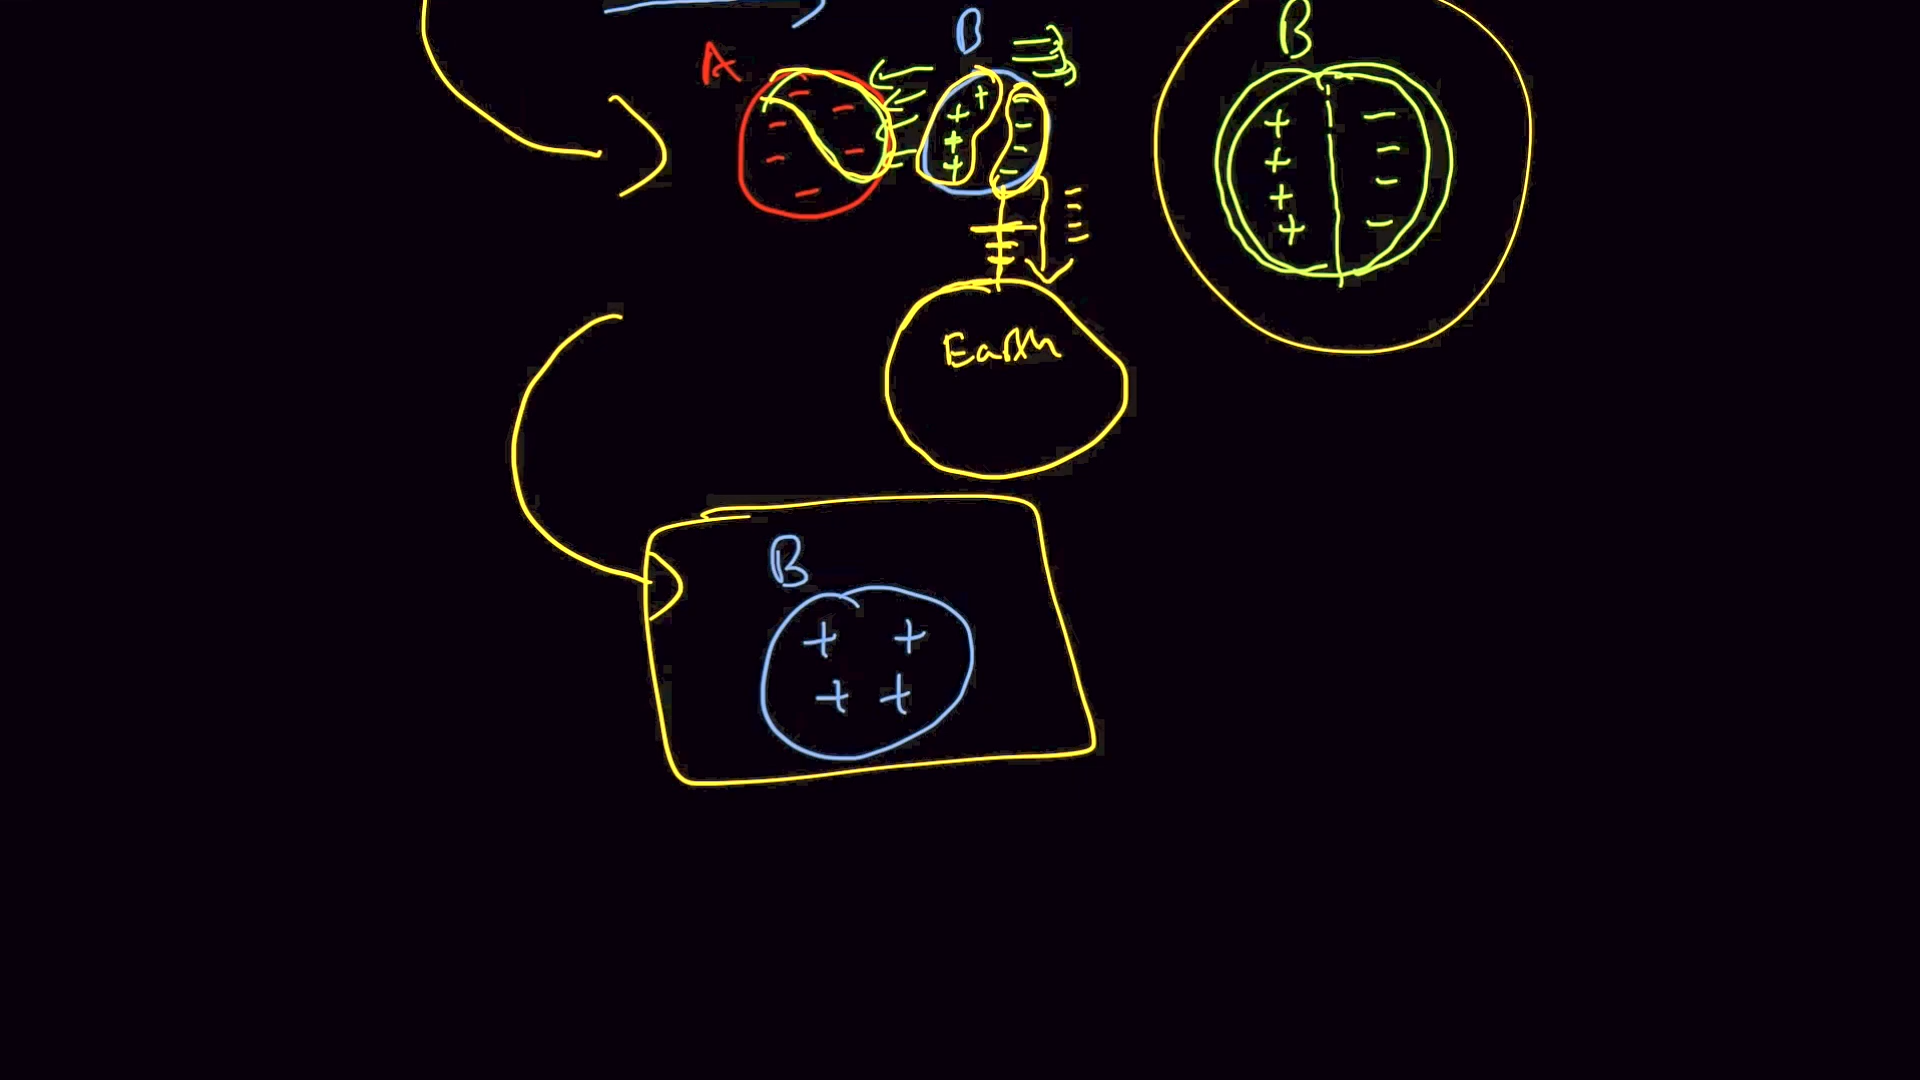 B
B
A
- - - - - - -
+ + + +
- - - -
+ -
+ -
+ -
+ -
- - - -
Earth
B
+ +
+ +